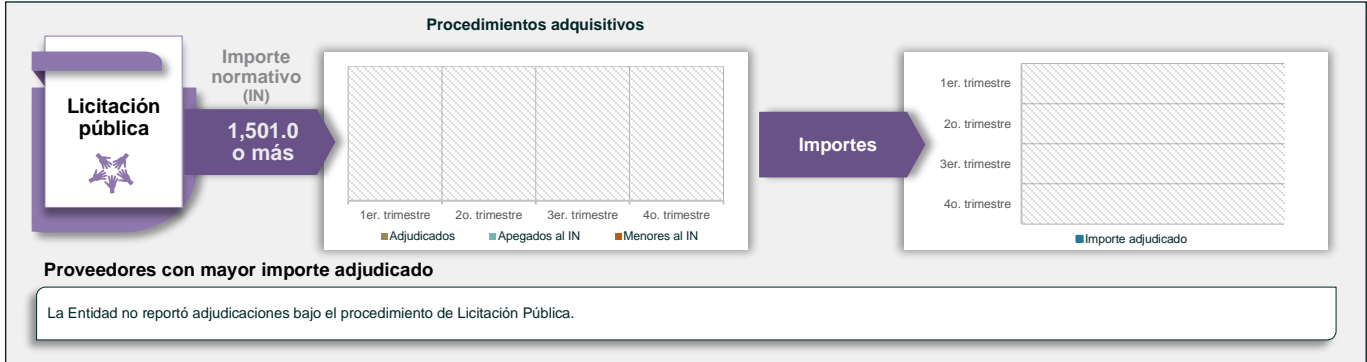 Procedimientos adquisitivos
Licitación
pública
Importe
normativo
(IN)
1,501.0
o más
1er. trimestre 2o. trimestre 3er. trimestre 4o. trimestre
Adjudicados Apegados al IN Menores al IN
Importes
1er. trimestre
2o. trimestre
3er. trimestre
4o. trimestre
Importe adjudicado
Proveedores con mayor importe adjudicado
La Entidad no reportó adjudicaciones bajo el procedimiento de Licitación Pública.